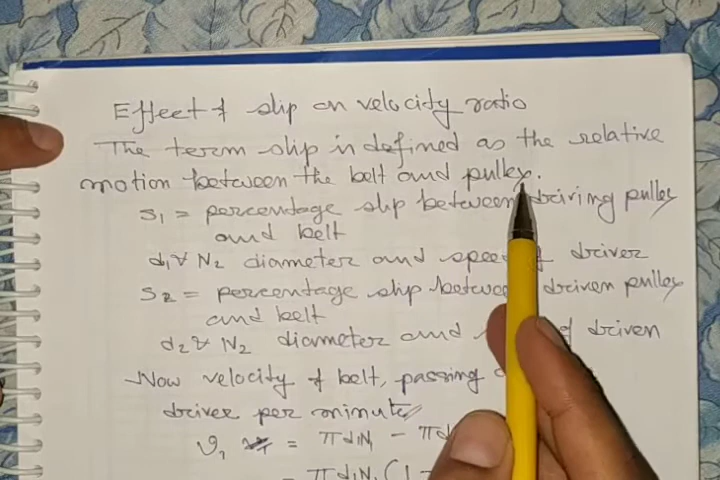 Effect of slip on velocity ratio
The term slip is defined as the relative
motion between the belt and pulley.
S₁ = percentage slip between driving pulley
and belt
d₁ & N₂ diameter and speed of driver
S₂ = percentage slip between driven pulley
and belt
d₂ & N₂ diameter and of driven
Now velocity of belt, passing
driver per minute
v₁ = πd₁N₁ - πd
= πd₁N₁ (1 -